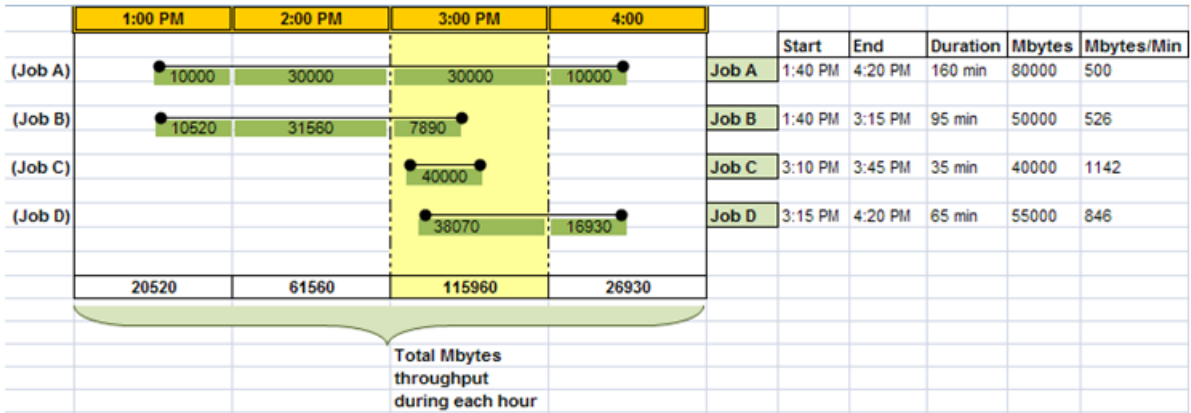 1:00 PM 2:00 PM 3:00 PM 4:00
Start End Duration Mbytes Mbytes/Min
(Job A) 10000 30000 30000 10000 Job A 1:40 PM 4:20 PM 160 min 80000 500
(Job B) 10520 31560 7890 Job B 1:40 PM 3:15 PM 95 min 50000 526
(Job C) 40000 Job C 3:10 PM 3:45 PM 35 min 40000 1142
(Job D) 38070 16930 Job D 3:15 PM 4:20 PM 65 min 55000 846
20520 61560 115960 26930
Total Mbytes
throughput
during each hour